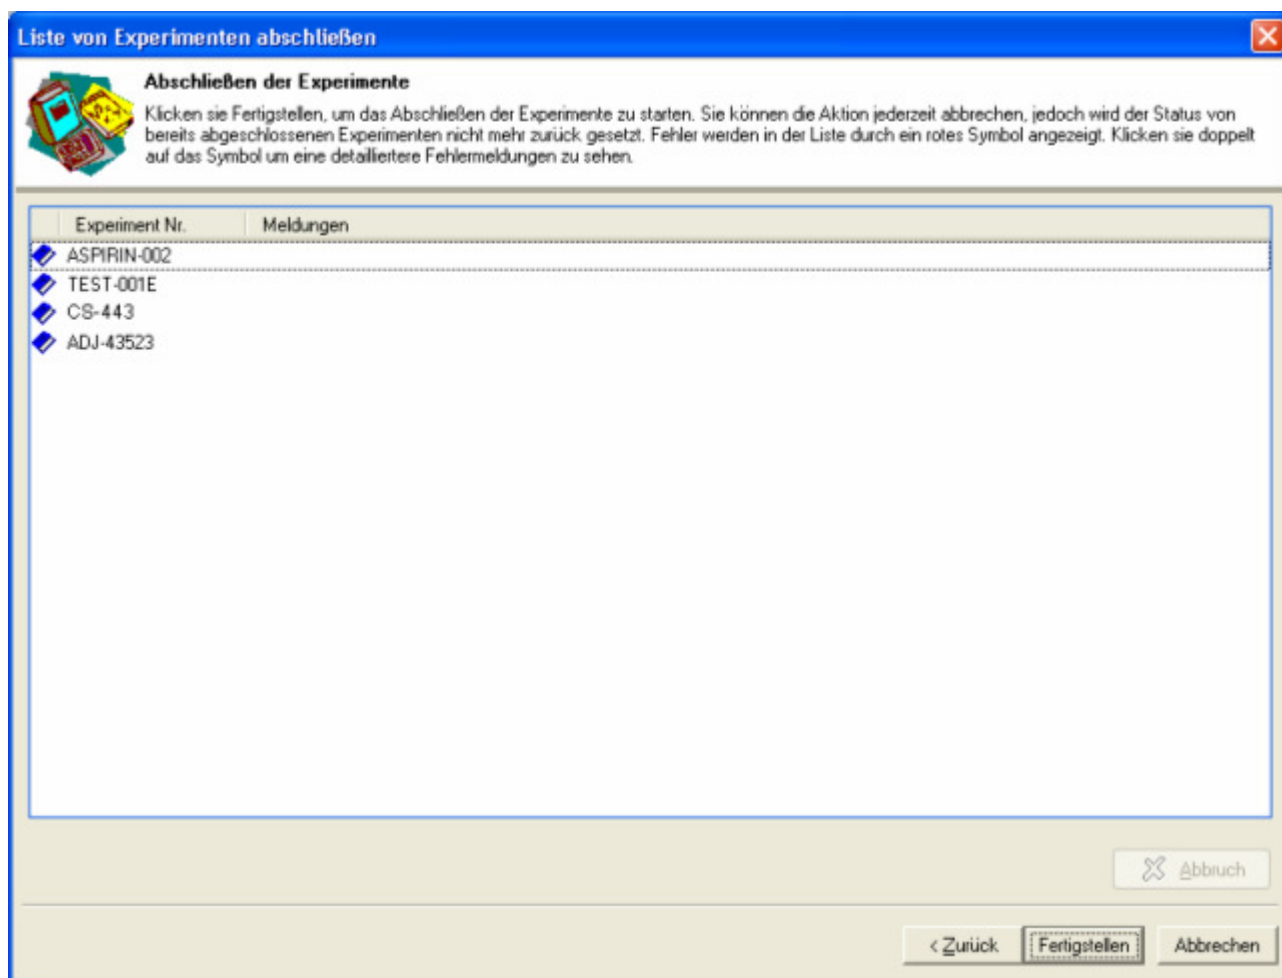 Liste von Experimenten abschließen
Abschließen der Experimente
Klicken sie Fertigstellen, um das Abschließen der Experimente zu starten. Sie können die Aktion jederzeit abbrechen, jedoch wird der Status von
bereits abgeschlossenen Experimenten nicht mehr zurück gesetzt. Fehler werden in der Liste durch ein rotes Symbol angezeigt. Klicken sie doppelt
auf das Symbol um eine detailliertere Fehlermeldungen zu sehen.
Experiment Nr. Meldungen
ASPIRIN-002
TEST-001E
CS-443
ADJ-43523
Abbruch
< Zurück Fertigstellen Abbrechen